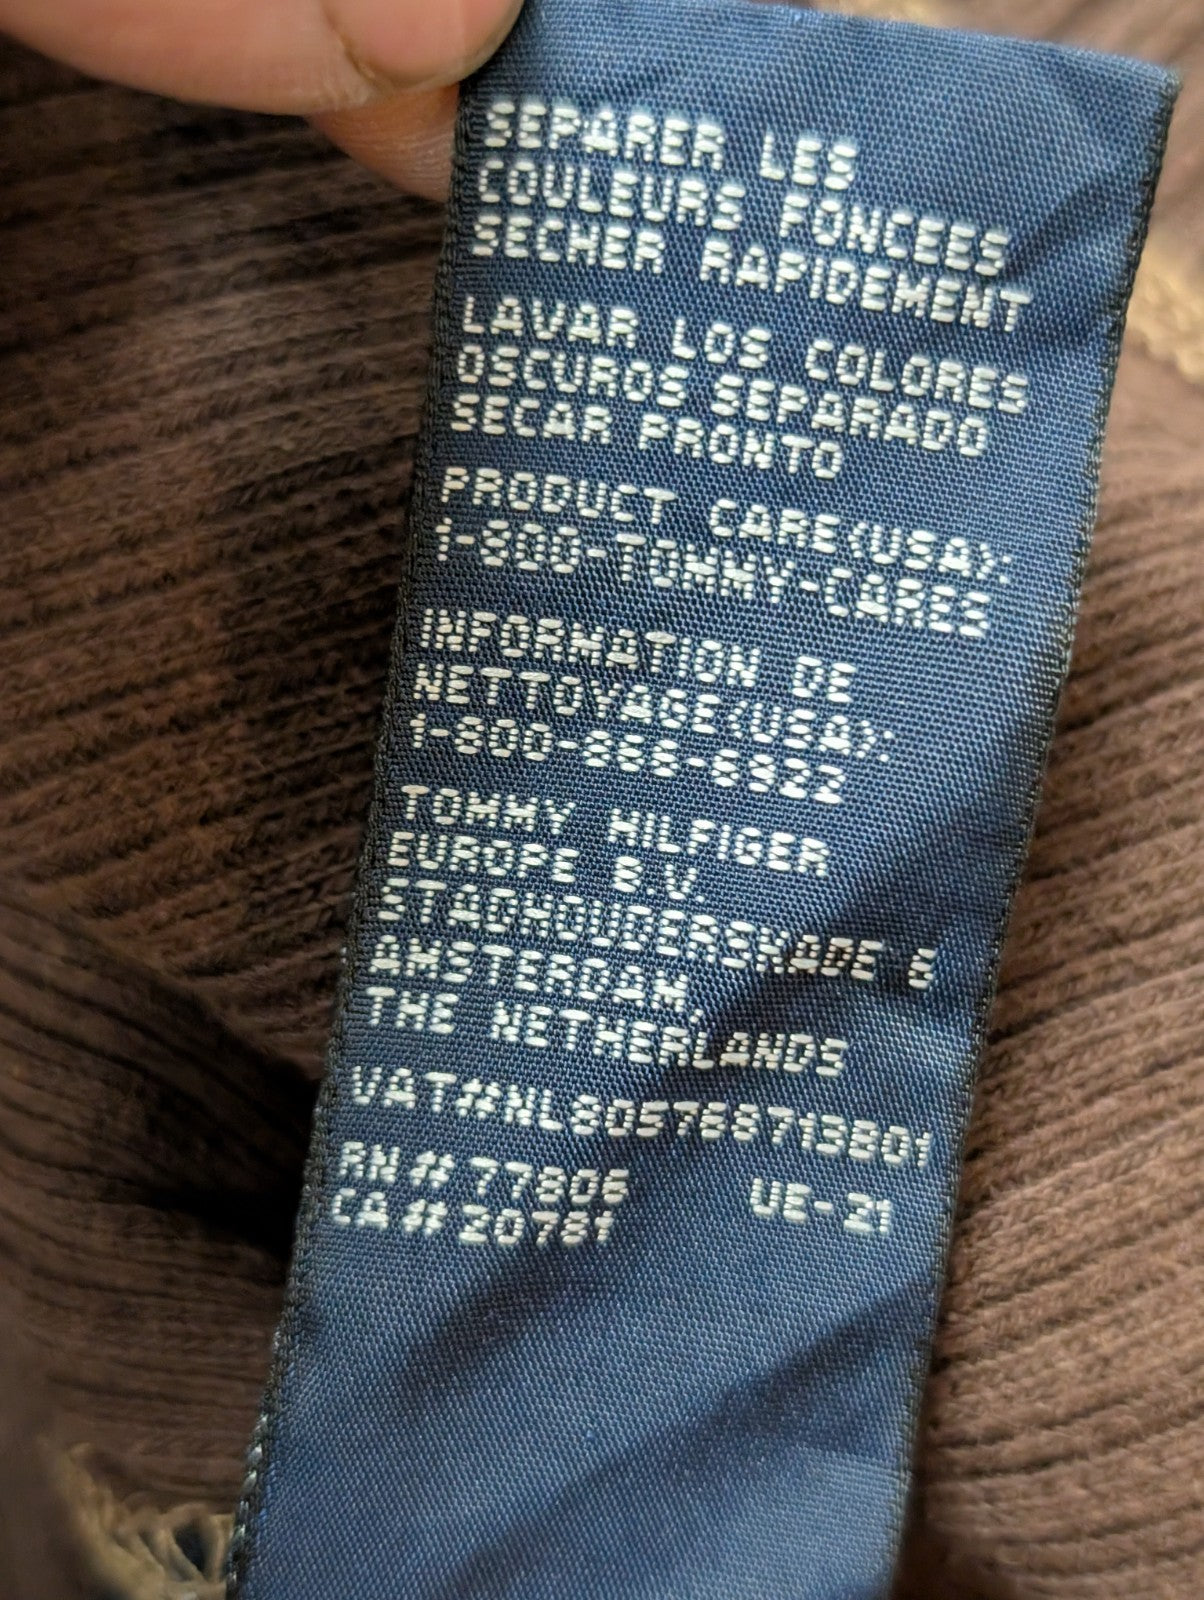 SEPARER LES
COULEURS FONCEES
SECHER RAPIDEMENT
LAVAR LOS COLORES
OSCUROS SEPARADO
SECAR PRONTO
PRODUCT CARE(USA):
1-800-TOMMY-CARES
INFORMATION DE
NETTOYAGE(USA):
1-800-866-6922
TOMMY HILFIGER
EUROPE B.V.
STADHOUDERSKADE 6
AMSTERDAM,
THE NETHERLANDS
VAT#NL805768713B01
RN# 77806 UE-21
CA# 20781